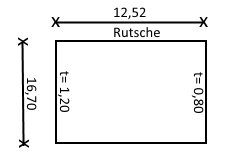 12,52
Rutsche
16,70
t= 1,20
t= 0,80